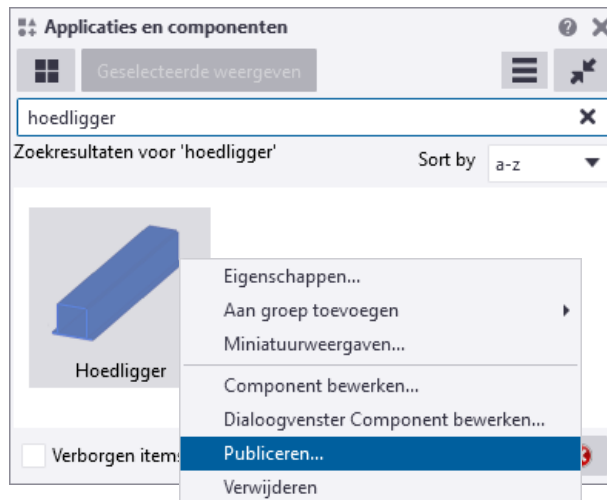 Applicaties en componenten
Geselecteerde weergeven
hoedligger
Zoekresultaten voor 'hoedligger'
Sort by a-z
Hoedligger
Eigenschappen...
Aan groep toevoegen
Miniatuurweergaven...
Component bewerken...
Dialoogvenster Component bewerken...
Publiceren...
Verwijderen
Verborgen items